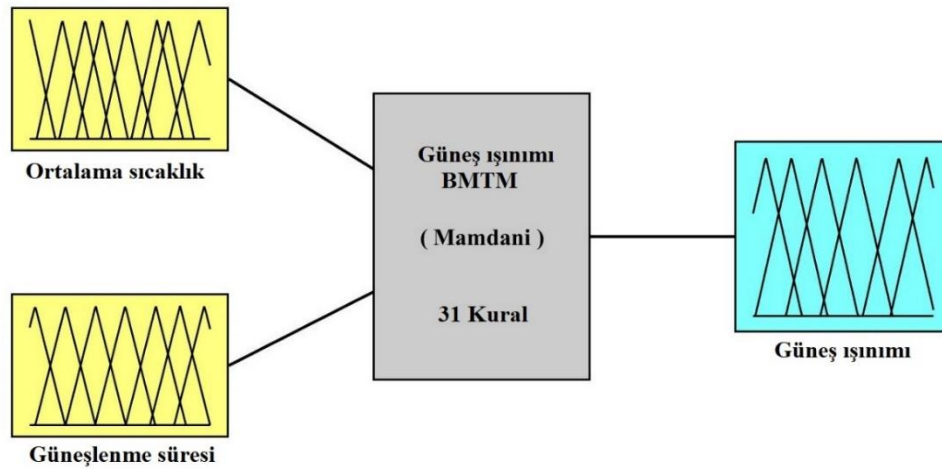 Ortalama sıcaklık
Güneşlenme süresi
Güneş ışınımı
BMTM
( Mamdani )
31 Kural
Güneş ışınımı